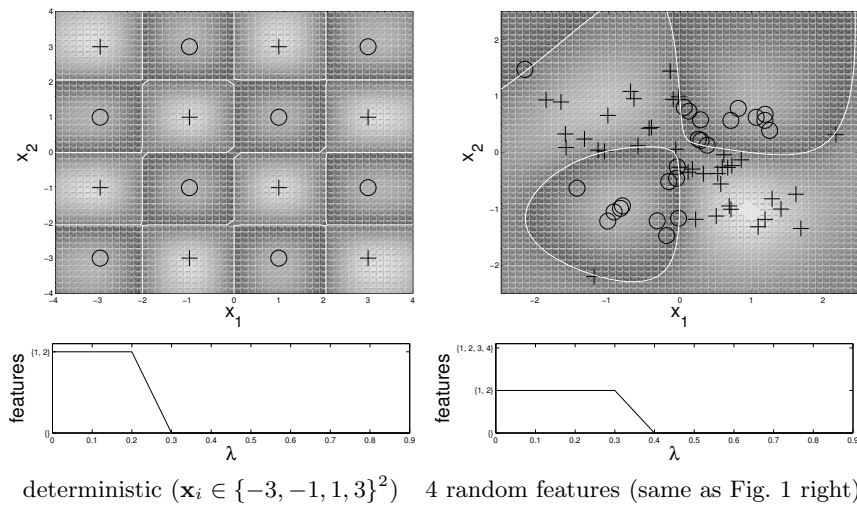 4
3
2
1
0
−1
−2
−3
−4
x2
−4 −3 −2 −1 0 1 2 3 4
x1
2
1
0
−1
−2
x2
−2 −1 0 1 2
x1
{1, 2}
{}
features
0 0.1 0.2 0.3 0.4 0.5 0.6 0.7 0.8 0.9
λ
{1, 2, 3, 4}
{1, 2}
{}
features
0 0.1 0.2 0.3 0.4 0.5 0.6 0.7 0.8 0.9
λ
deterministic (xᵢ ∈ {−3, −1, 1, 3}²)
4 random features (same as Fig. 1 right)